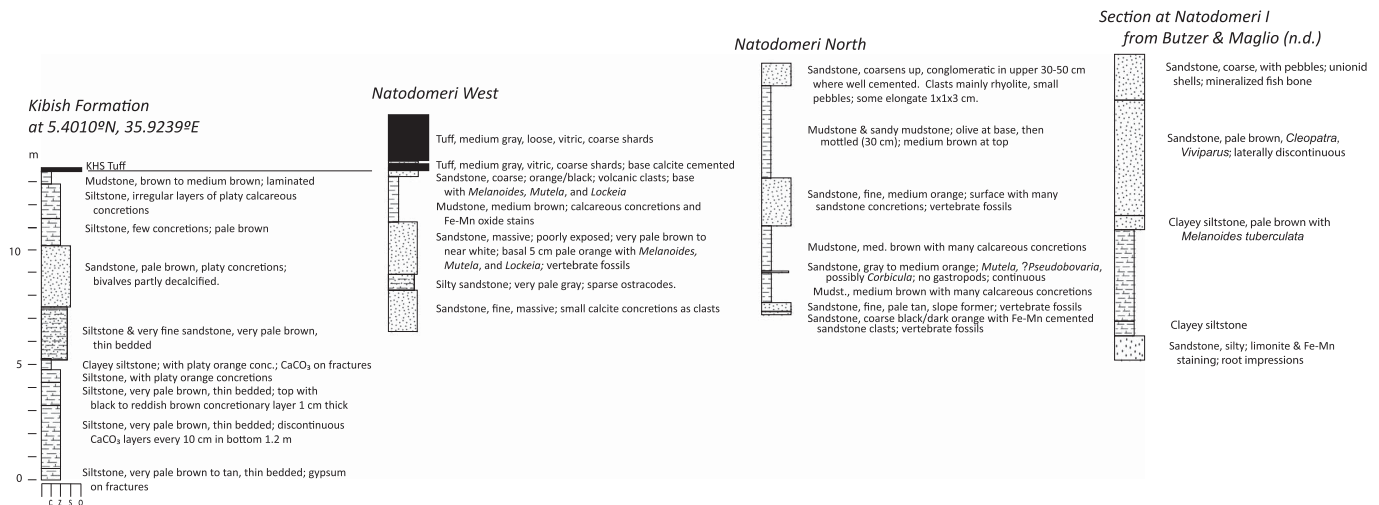 Kibish Formation
at 5.4010ºN, 35.9239ºE
m
KHS Tuff
Mudstone, brown to medium brown; laminated
Siltstone, irregular layers of platy calcareous
concretions
Siltstone, few concretions; pale brown
10
Sandstone, pale brown, platy concretions;
bivalves partly decalcified.
Siltstone & very fine sandstone, very pale brown,
thin bedded
5
Clayey siltstone; with platy orange conc.; CaCO₃ on fractures
Siltstone, with platy orange concretions
Siltstone, very pale brown, thin bedded; top with
black to reddish brown concretionary layer 1 cm thick
Siltstone, very pale brown, thin bedded; discontinuous
CaCO₃ layers every 10 cm in bottom 1.2 m
Siltstone, very pale brown to tan, thin bedded; gypsum
on fractures
0
C Z S
Natodomeri West
Tuff, medium gray, loose, vitric, coarse shards
Tuff, medium gray, vitric, coarse shards; base calcite cemented
Sandstone, coarse; orange/black; volcanic clasts; base
with Melanoides, Mutela, and Lockeia
Mudstone, medium brown; calcareous concretions and
Fe-Mn oxide stains
Sandstone, massive; poorly exposed; very pale brown to
near white; basal 5 cm pale orange with Melanoides,
Mutela, and Lockeia; vertebrate fossils
Silty sandstone; very pale gray; sparse ostracodes.
Sandstone, fine, massive; small calcite concretions as clasts
Natodomeri North
Sandstone, coarsens up, conglomeratic in upper 30-50 cm
where well cemented. Clasts mainly rhyolite, small
pebbles; some elongate 1x1x3 cm.
Mudstone & sandy mudstone; olive at base, then
mottled (30 cm); medium brown at top
Sandstone, fine, medium orange; surface with many
sandstone concretions; vertebrate fossils
Mudstone, med. brown with many calcareous concretions
Sandstone, gray to medium orange; Mutela, ?Pseudobovaria,
possibly Corbicula; no gastropods; continuous
Mudst., medium brown with many calcareous concretions
Sandstone, fine, pale tan, slope former; vertebrate fossils
Sandstone, coarse black/dark orange with Fe-Mn cemented
sandstone clasts; vertebrate fossils
Section at Natodomeri I
from Butzer & Maglio (n.d.)
Sandstone, coarse, with pebbles; unionid
shells; mineralized fish bone
Sandstone, pale brown, Cleopatra,
Viviparus; laterally discontinuous
Clayey siltstone, pale brown with
Melanoides tuberculata
Clayey siltstone
Sandstone, silty; limonite & Fe-Mn
staining; root impressions